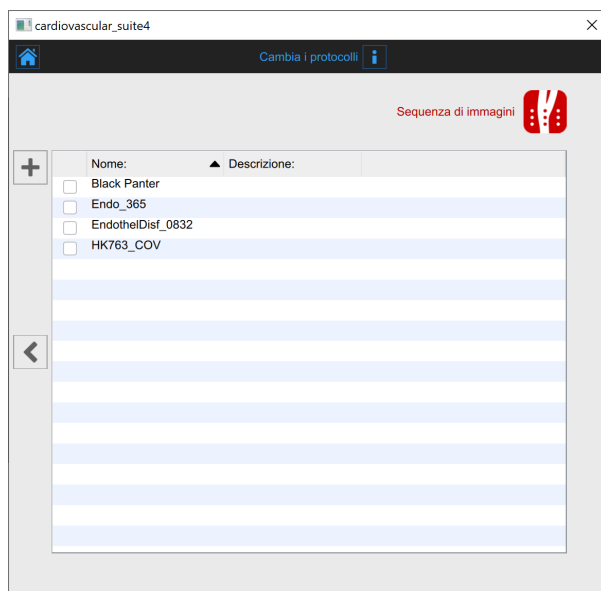 cardiovascular_suite4
Cambia i protocolli
Sequenza di immagini
Nome: Descrizione:
Black Panter
Endo_365
EndothelDisf_0832
HK763_COV